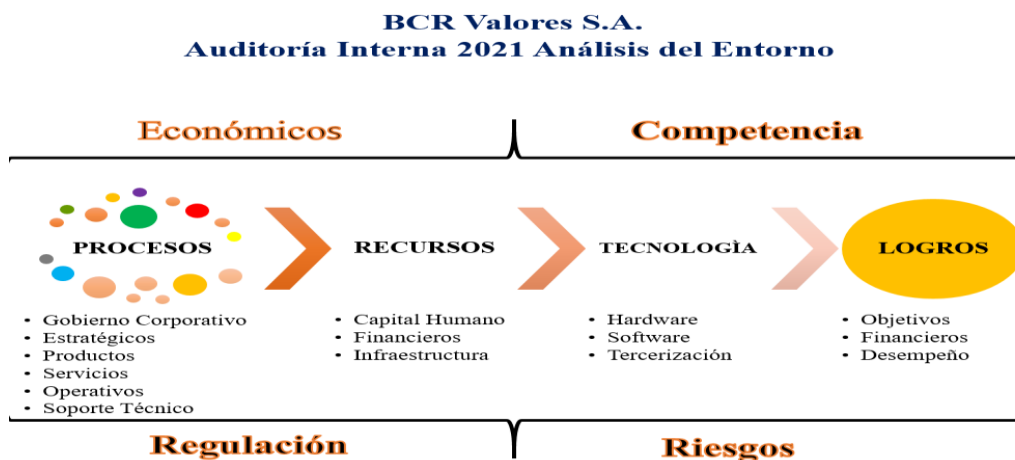 BCR Valores S.A.
Auditoría Interna 2021 Análisis del Entorno
Económicos
Competencia
PROCESOS
RECURSOS
TECNOLOGÌA
LOGROS
• Gobierno Corporativo
• Estratégicos
• Productos
• Servicios
• Operativos
• Soporte Técnico
• Capital Humano
• Financieros
• Infraestructura
• Hardware
• Software
• Tercerización
• Objetivos
• Financieros
• Desempeño
Regulación
Riesgos